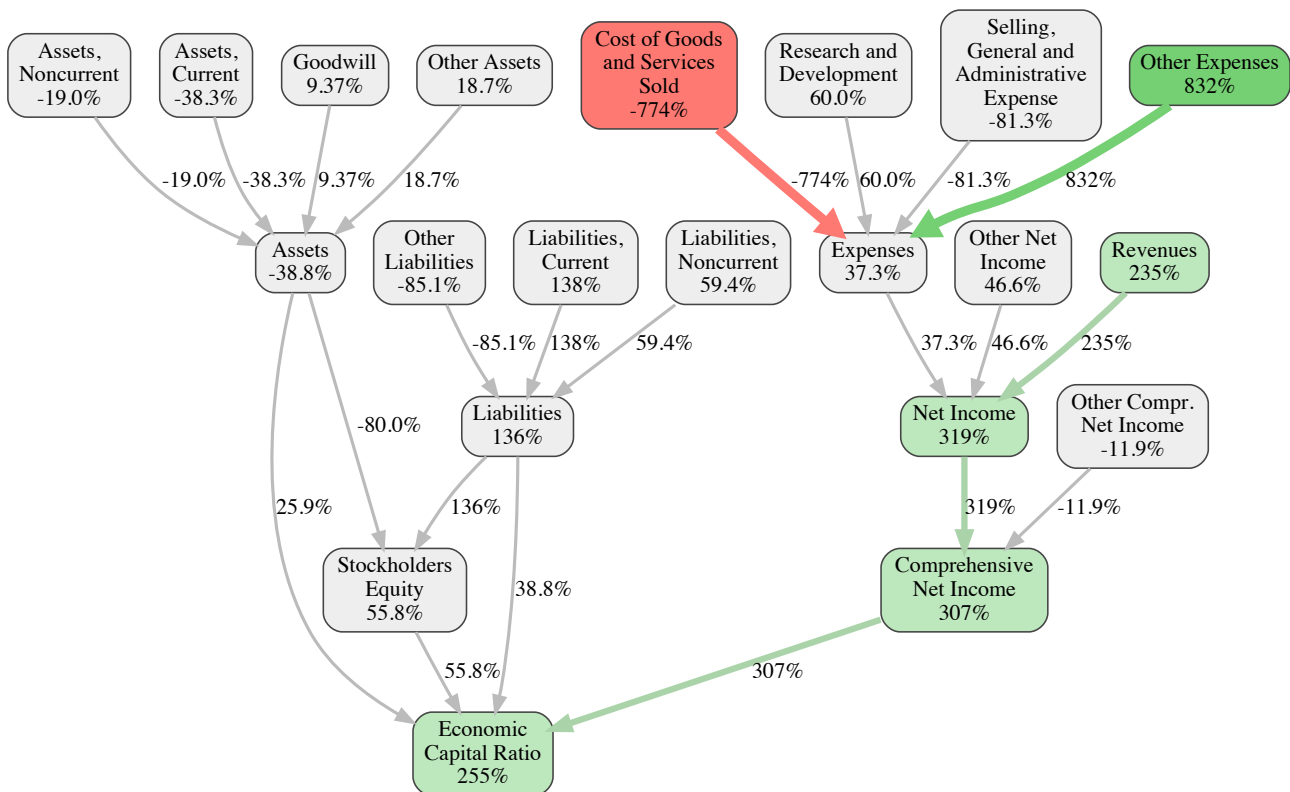 Assets,
Noncurrent
-19.0%
Assets,
Current
-38.3%
Goodwill
9.37%
Other Assets
18.7%
Cost of Goods
and Services
Sold
-774%
Research and
Development
60.0%
Selling,
General and
Administrative
Expense
-81.3%
Other Expenses
832%
-19.0%
-38.3%
9.37%
18.7%
-774%
60.0%
-81.3%
832%
Assets
-38.8%
Other
Liabilities
-85.1%
Liabilities,
Current
138%
Liabilities,
Noncurrent
59.4%
Expenses
37.3%
Other Net
Income
46.6%
Revenues
235%
-85.1%
138%
59.4%
37.3%
46.6%
235%
-80.0%
Liabilities
136%
Net Income
319%
Other Compr.
Net Income
-11.9%
25.9%
136%
38.8%
319%
-11.9%
Stockholders
Equity
55.8%
Comprehensive
Net Income
307%
55.8%
307%
Economic
Capital Ratio
255%